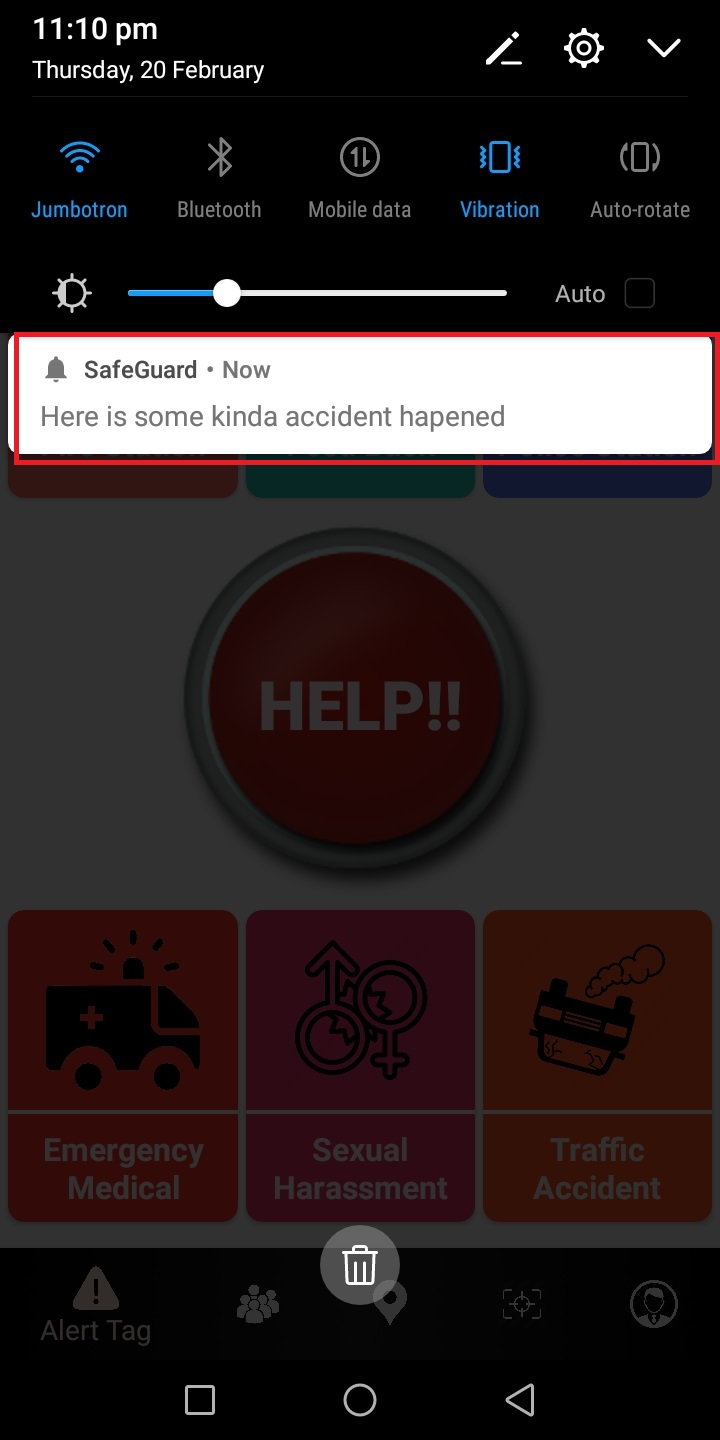 11:10 pm
Thursday, 20 February
Jumbotron Bluetooth Mobile data Vibration Auto-rotate
Auto
SafeGuard • Now
Here is some kinda accident hapened
HELP!!
Emergency Medical
Sexual Harassment
Traffic Accident
Alert Tag